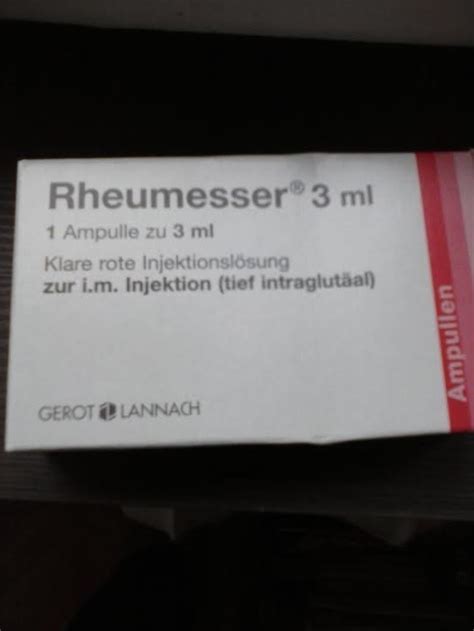 Rheumesser® 3 ml
1 Ampulle zu 3 ml
Klare rote Injektionslösung
zur i.m. Injektion (tief intraglutäal)
GEROT LANNACH
Ampullen